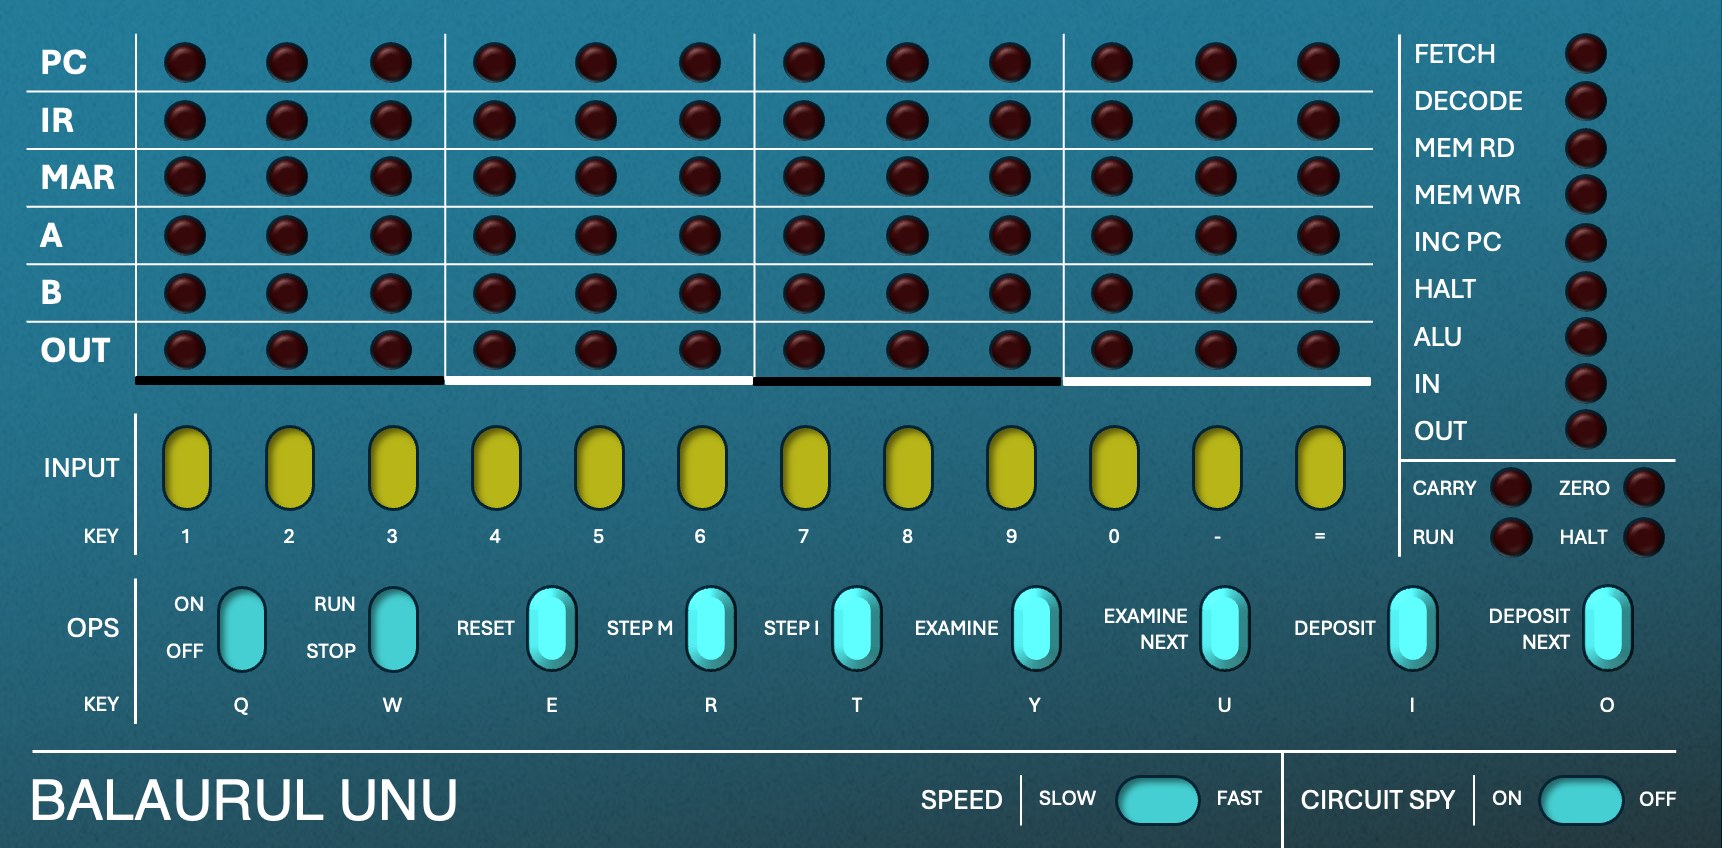 PC
IR
MAR
A
B
OUT
FETCH
DECODE
MEM RD
MEM WR
INC PC
HALT
ALU
IN
OUT
CARRY ZERO
RUN HALT
INPUT
KEY 1 2 3 4 5 6 7 8 9 0 - =
OPS
ON
OFF
RUN
STOP
RESET
STEP M
STEP I
EXAMINE
EXAMINE
NEXT
DEPOSIT
DEPOSIT
NEXT
KEY Q W E R T Y U I O
BALAURUL UNU
SPEED SLOW FAST
CIRCUIT SPY ON OFF